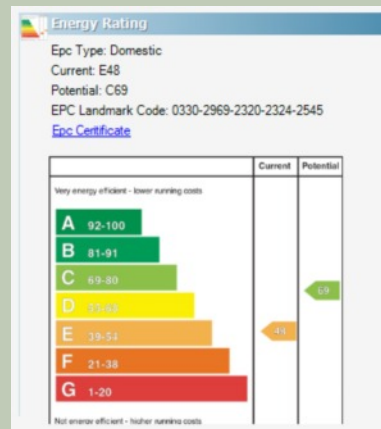 Energy Rating
Epc Type: Domestic
Current: E48
Potential: C69
EPC Landmark Code: 0330-2969-2320-2324-2545
Epc Certificate
Current Potential
Very energy efficient - lower running costs
A 92-100
B 81-91
C 69-80
69
D
E 39-54
48
F 21-38
G 1-20
Not energy efficient - higher running costs